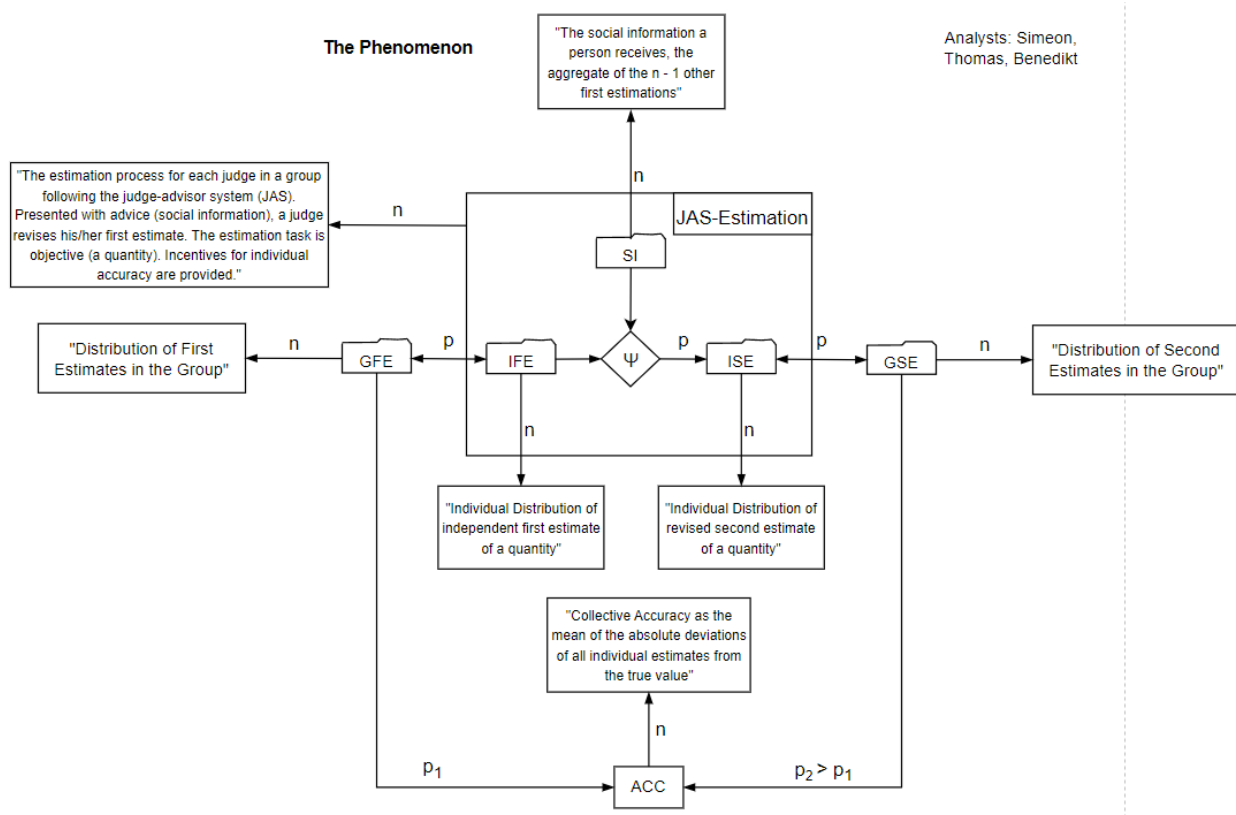 "The social information a
person receives, the
aggregate of the n - 1 other
first estimations"
The Phenomenon
Analysts: Simeon,
Thomas, Benedikt
n
"The estimation process for each judge in a group
following the judge-advisor system (JAS).
Presented with advice (social information), a judge
revises his/her first estimate. The estimation task is
objective (a quantity). Incentives for individual
accuracy are provided."
n
JAS-Estimation
SI
"Distribution of First
Estimates in the Group"
n
GFE
p
IFE
Ψ
p
ISE
p
GSE
n
"Distribution of Second
Estimates in the Group"
n
n
"Individual Distribution of
independent first estimate
of a quantity"
"Individual Distribution of
revised second estimate
of a quantity"
"Collective Accuracy as the
mean of the absolute deviations
of all individual estimates from
the true value"
n
p₁
p₂ > p₁
ACC